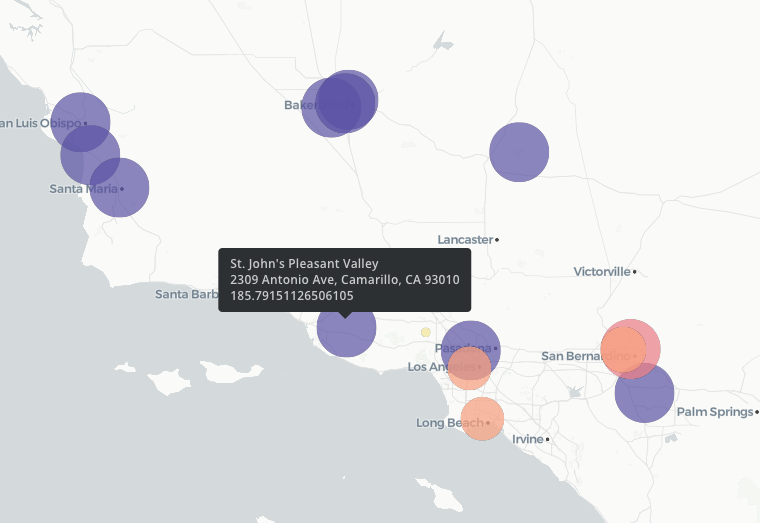 Bake
an Luis Obispo
Santa Maria
Lancaster
St. John's Pleasant Valley
2309 Antonio Ave, Camarillo, CA 93010
185.79151126506105
Victorville
Santa Barb
Pasadena
San Bernardino
Los Angeles
Palm Springs
Long Beach
Irvine